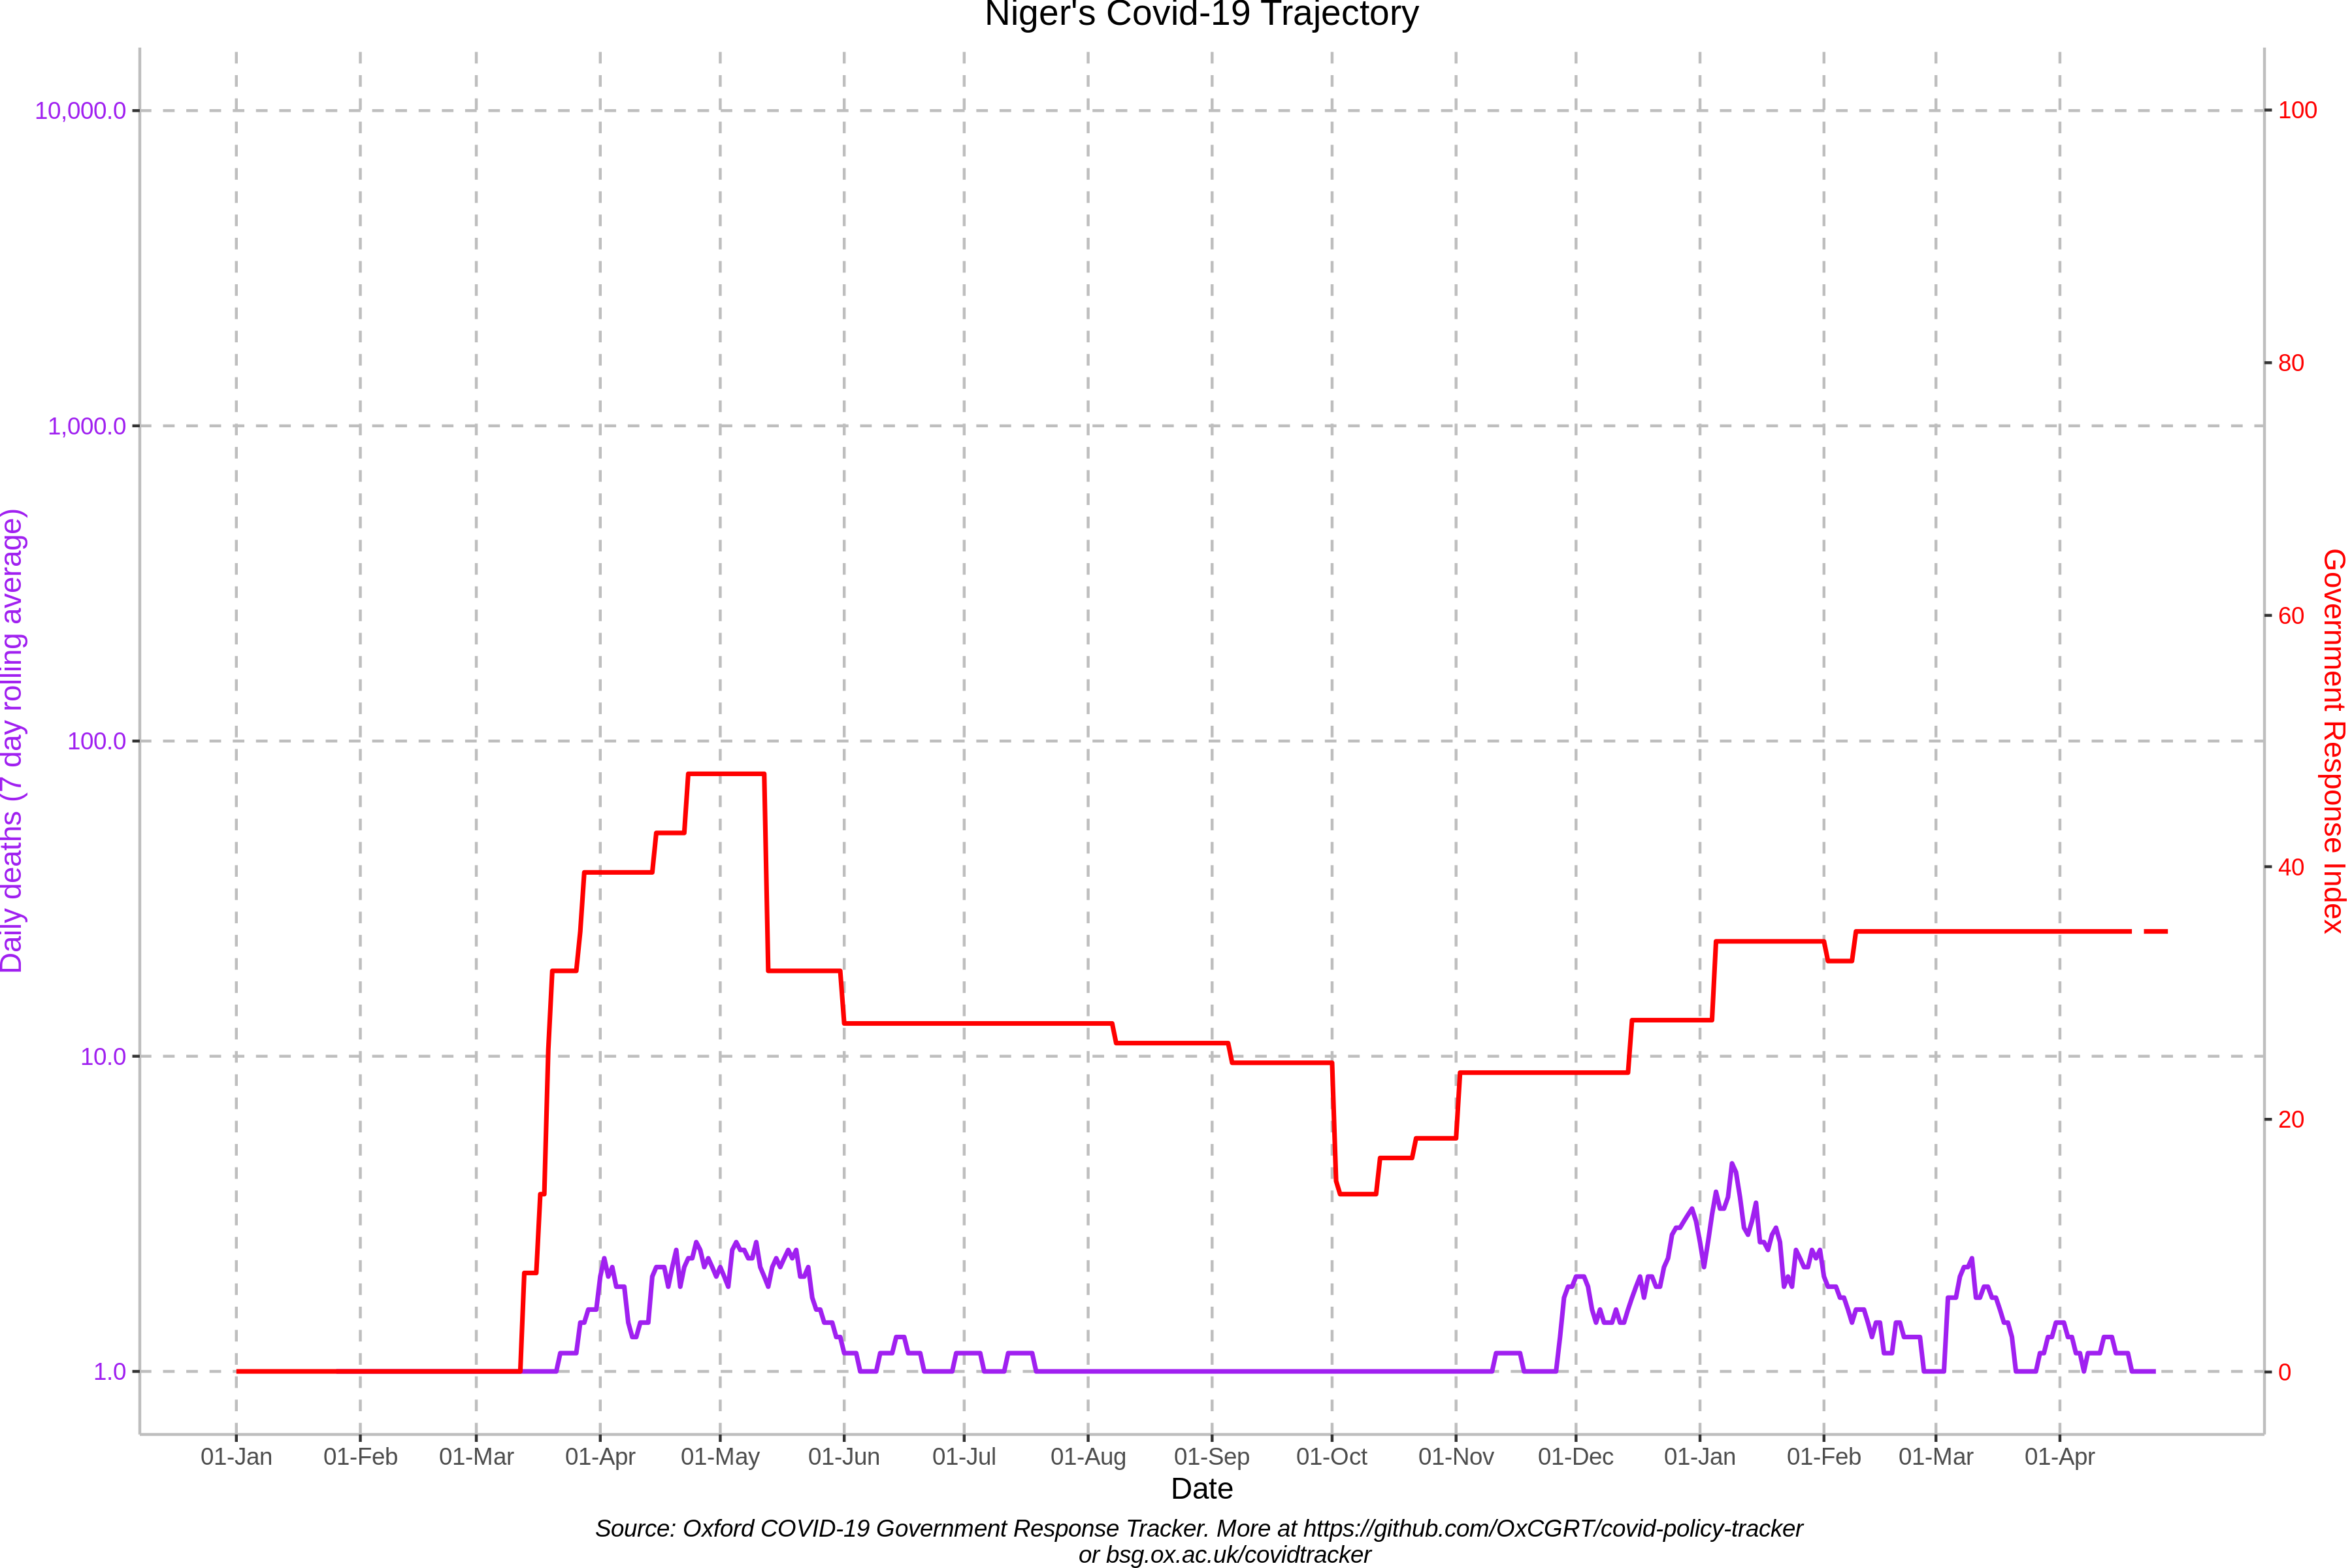 Niger's Covid-19 Trajectory
10,000.0
1,000.0
100.0
10.0
1.0
Daily deaths (7 day rolling average)
100
80
60
40
20
0
Government Response Index
01-Jan 01-Feb 01-Mar 01-Apr 01-May 01-Jun 01-Jul 01-Aug 01-Sep 01-Oct 01-Nov 01-Dec 01-Jan 01-Feb 01-Mar 01-Apr
Date
Source: Oxford COVID-19 Government Response Tracker. More at https://github.com/OxCGRT/covid-policy-tracker
or bsg.ox.ac.uk/covidtracker